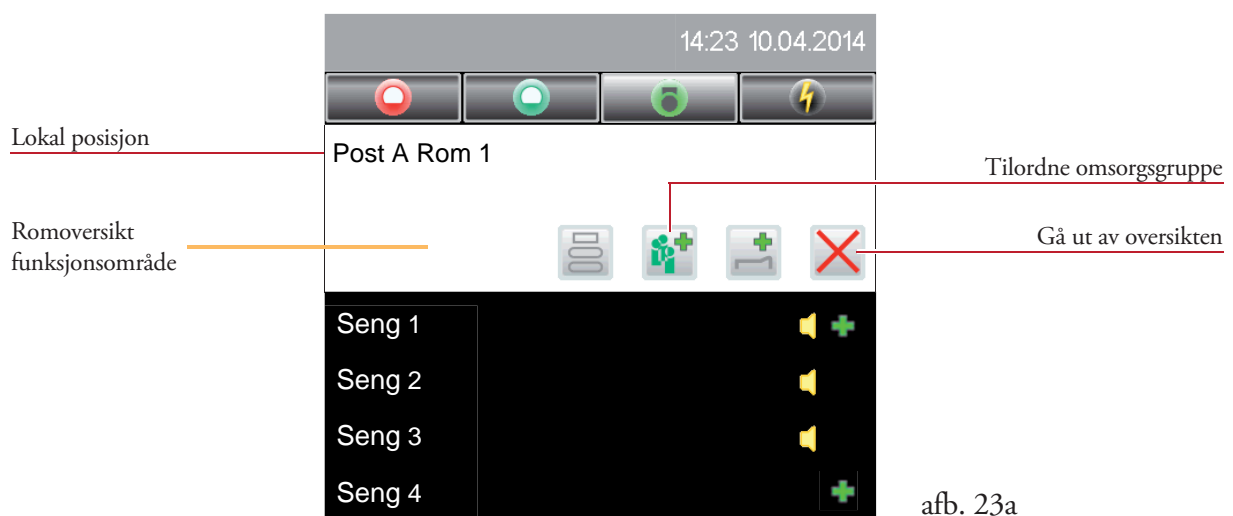 14:23 10.04.2014
Lokal posisjon
Post A Rom 1
Tilordne omsorgsgruppe
Romoversikt
funksjonsområde
Gå ut av oversikten
Seng 1
Seng 2
Seng 3
Seng 4
afb. 23a